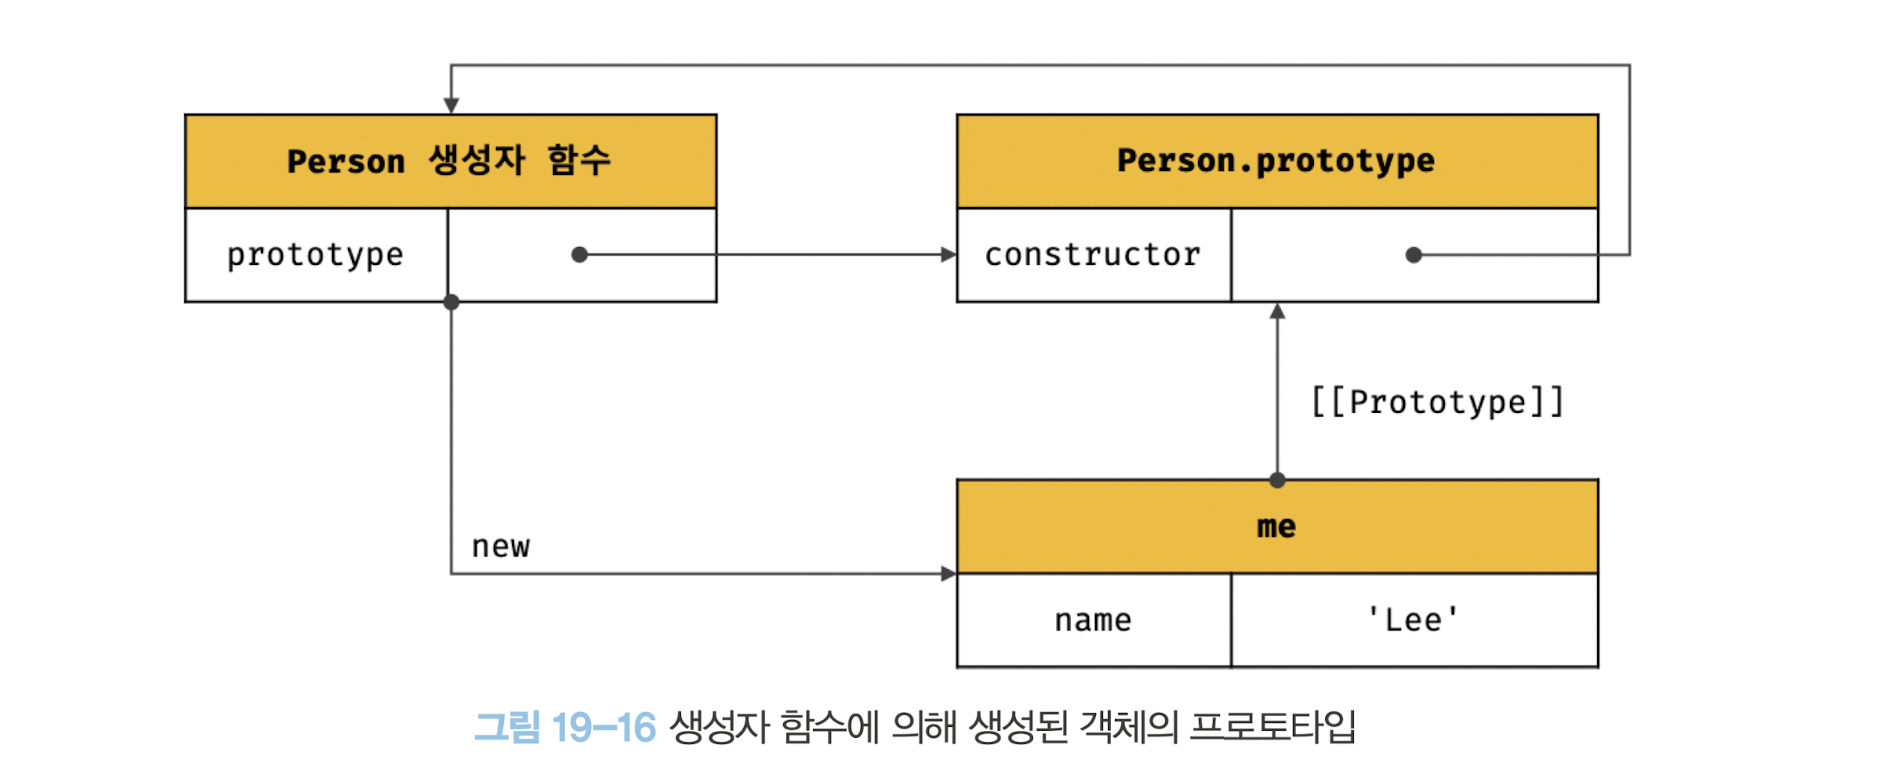 Person 생성자 함수
prototype
Person.prototype
constructor
[[Prototype]]
new
me
name
'Lee'
그림 19-16 생성자 함수에 의해 생성된 객체의 프로토타입